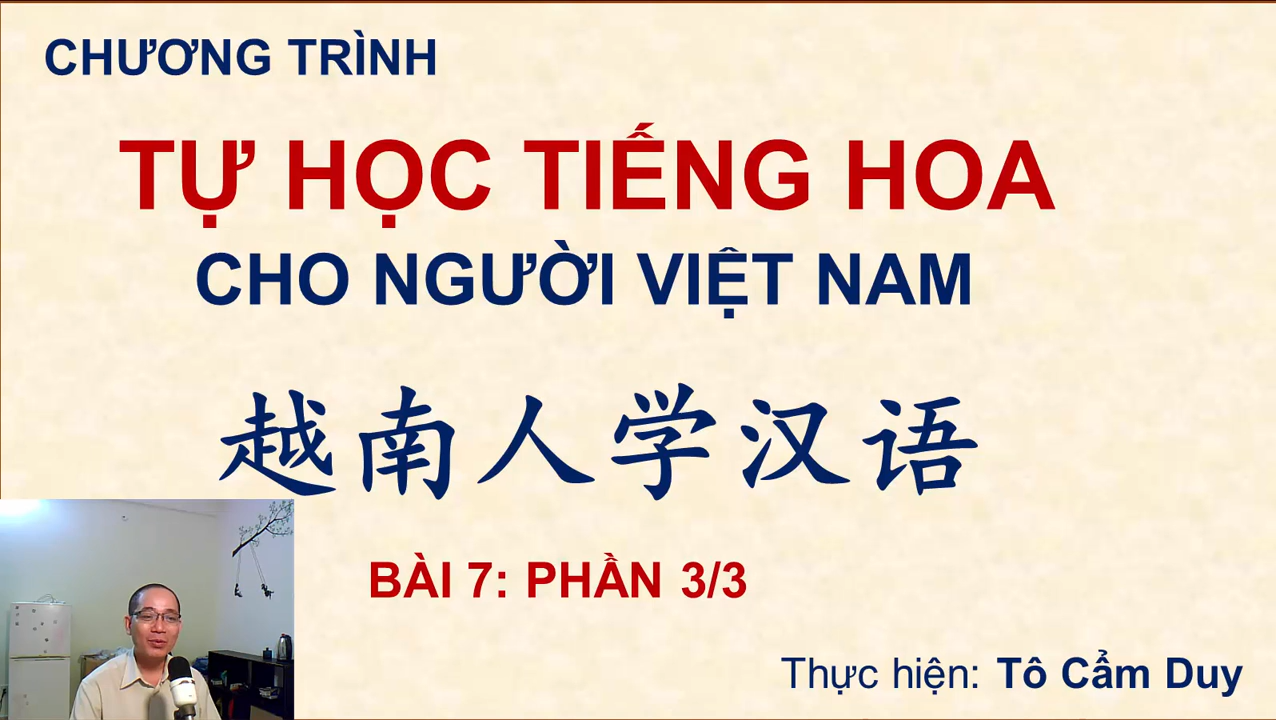 CHƯƠNG TRÌNH
TỰ HỌC TIẾNG HOA
CHO NGƯỜI VIỆT NAM
越南人学汉语
BÀI 7: PHẦN 3/3
Thực hiện: Tô Cẩm Duy